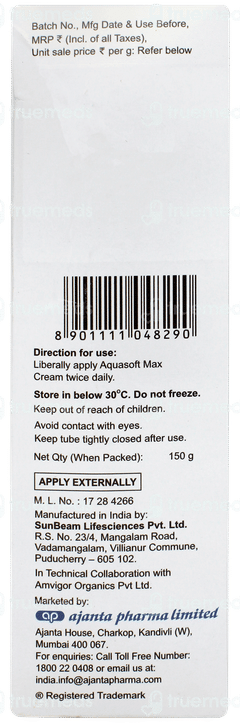 Batch No., Mfg Date & Use Before,
MRP ₹ (Incl. of all Taxes),
Unit sale price ₹ per g: Refer below
8 901111 048290
Direction for use:
Liberally apply Aquasoft Max
Cream twice daily.
Store in below 30°C. Do not freeze.
Keep out of reach of children.
Avoid contact with eyes.
Keep tube tightly closed after use.
Net Qty (When Packed): 150 g
APPLY EXTERNALLY
M. L. No. : 17 28 4266
Manufactured in India by:
SunBeam Lifesciences Pvt. Ltd.
R.S. No. 23/4, Mangalam Road,
Vadamangalam, Villianur Commune,
Puducherry – 605 102.
In Technical Collaboration with
Amvigor Organics Pvt Ltd.
Marketed by:
ap ajanta pharma limited
Ajanta House, Charkop, Kandivli (W),
Mumbai 400 067.
For enquiries: Call Toll Free Number:
1800 22 0408 or email us at:
india.info@ajantapharma.com
® Registered Trademark